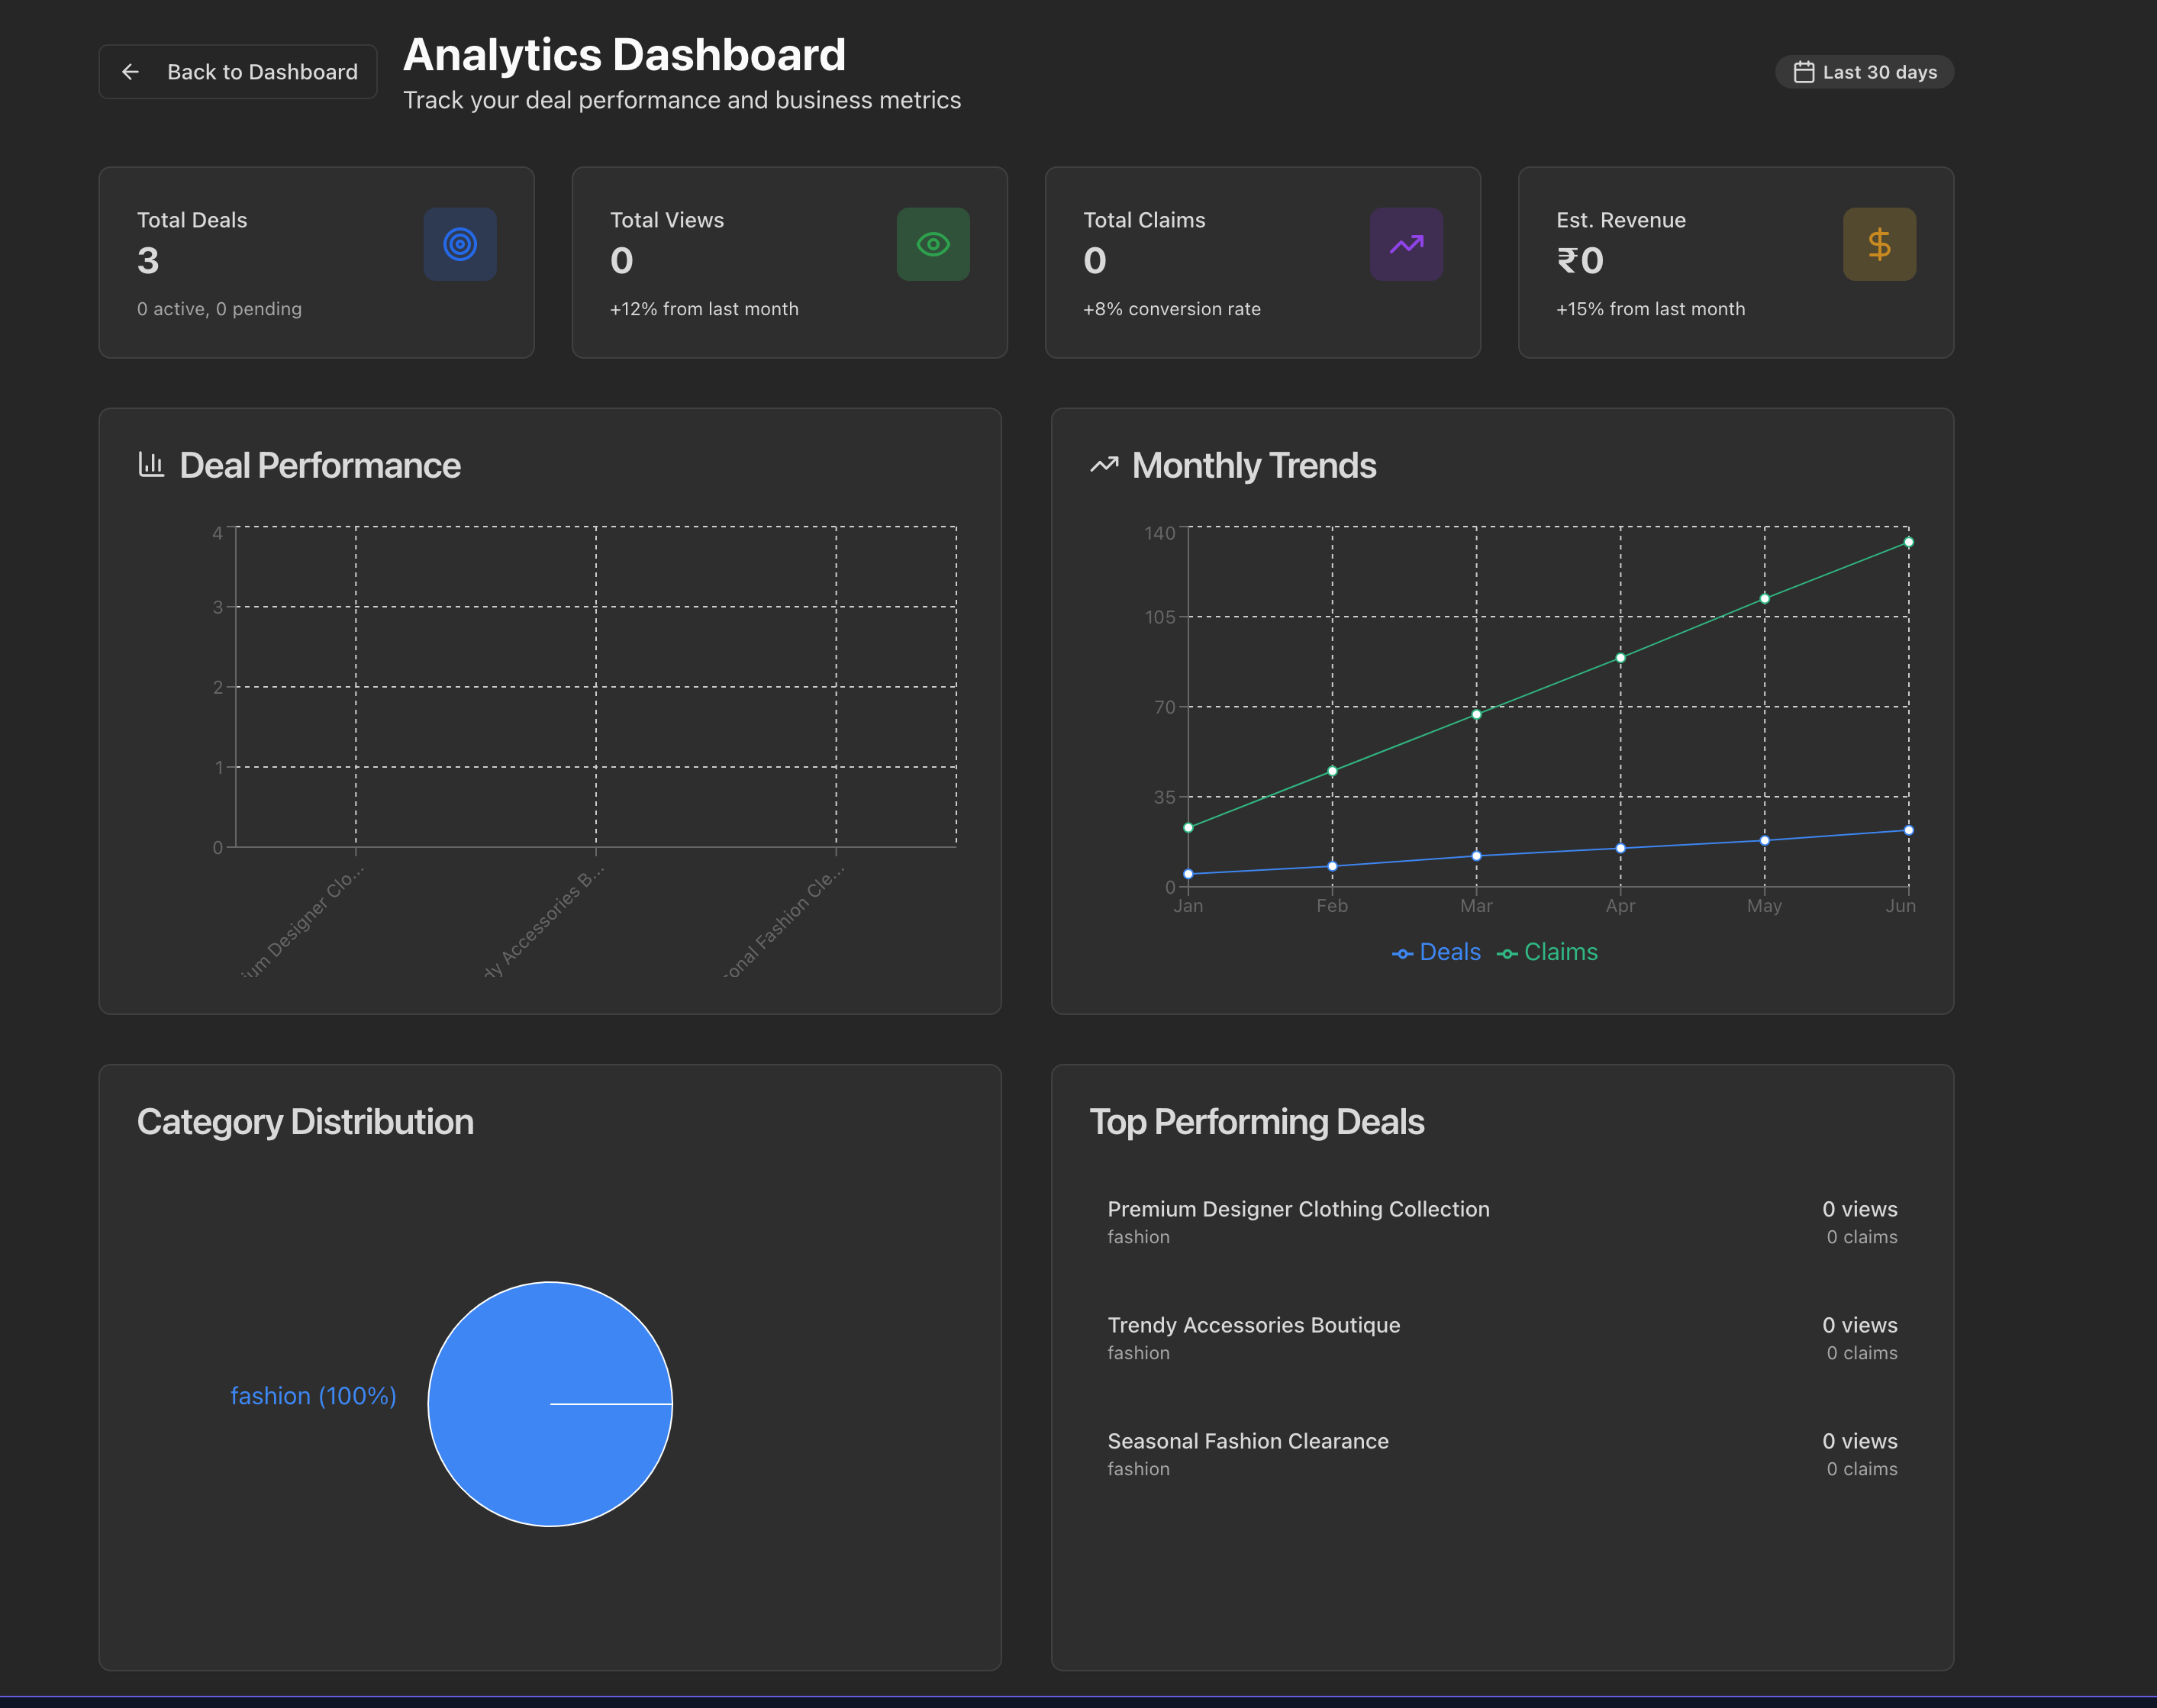 Back to Dashboard
Analytics Dashboard
Track your deal performance and business metrics
Last 30 days
Total Deals
3
0 active, 0 pending
Total Views
0
+12% from last month
Total Claims
0
+8% conversion rate
Est. Revenue
₹0
+15% from last month
Deal Performance
4
3
2
1
0
ium Designer Clo...
dy Accessories B...
onal Fashion Cle...
Monthly Trends
140
105
70
35
0
Jan Feb Mar Apr May Jun
Deals Claims
Category Distribution
fashion (100%)
Top Performing Deals
Premium Designer Clothing Collection 0 views
fashion 0 claims
Trendy Accessories Boutique 0 views
fashion 0 claims
Seasonal Fashion Clearance 0 views
fashion 0 claims